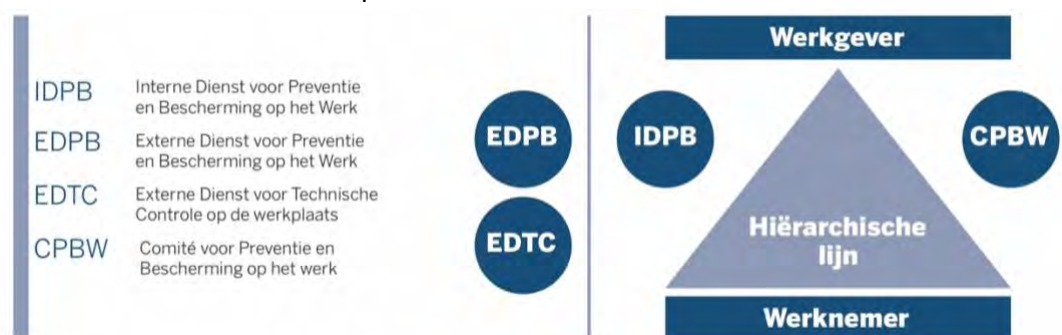 IDPB
Interne Dienst voor Preventie
en Bescherming op het Werk
EDPB
Externe Dienst voor Preventie
en Bescherming op het Werk
EDTC
Externe Dienst voor Technische
Controle op de werkplaats
CPBW
Comité voor Preventie en
Bescherming op het werk
EDPB
EDTC
Werkgever
IDPB
CPBW
Hiërarchische
lijn
Werknemer